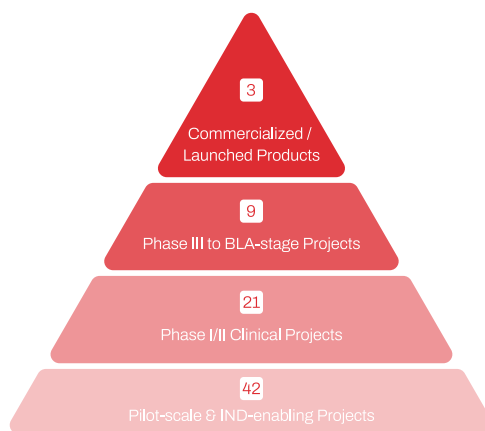 3
Commercialized /
Launched Products
9
Phase III to BLA-stage Projects
21
Phase I/II Clinical Projects
42
Pilot-scale & IND-enabling Projects